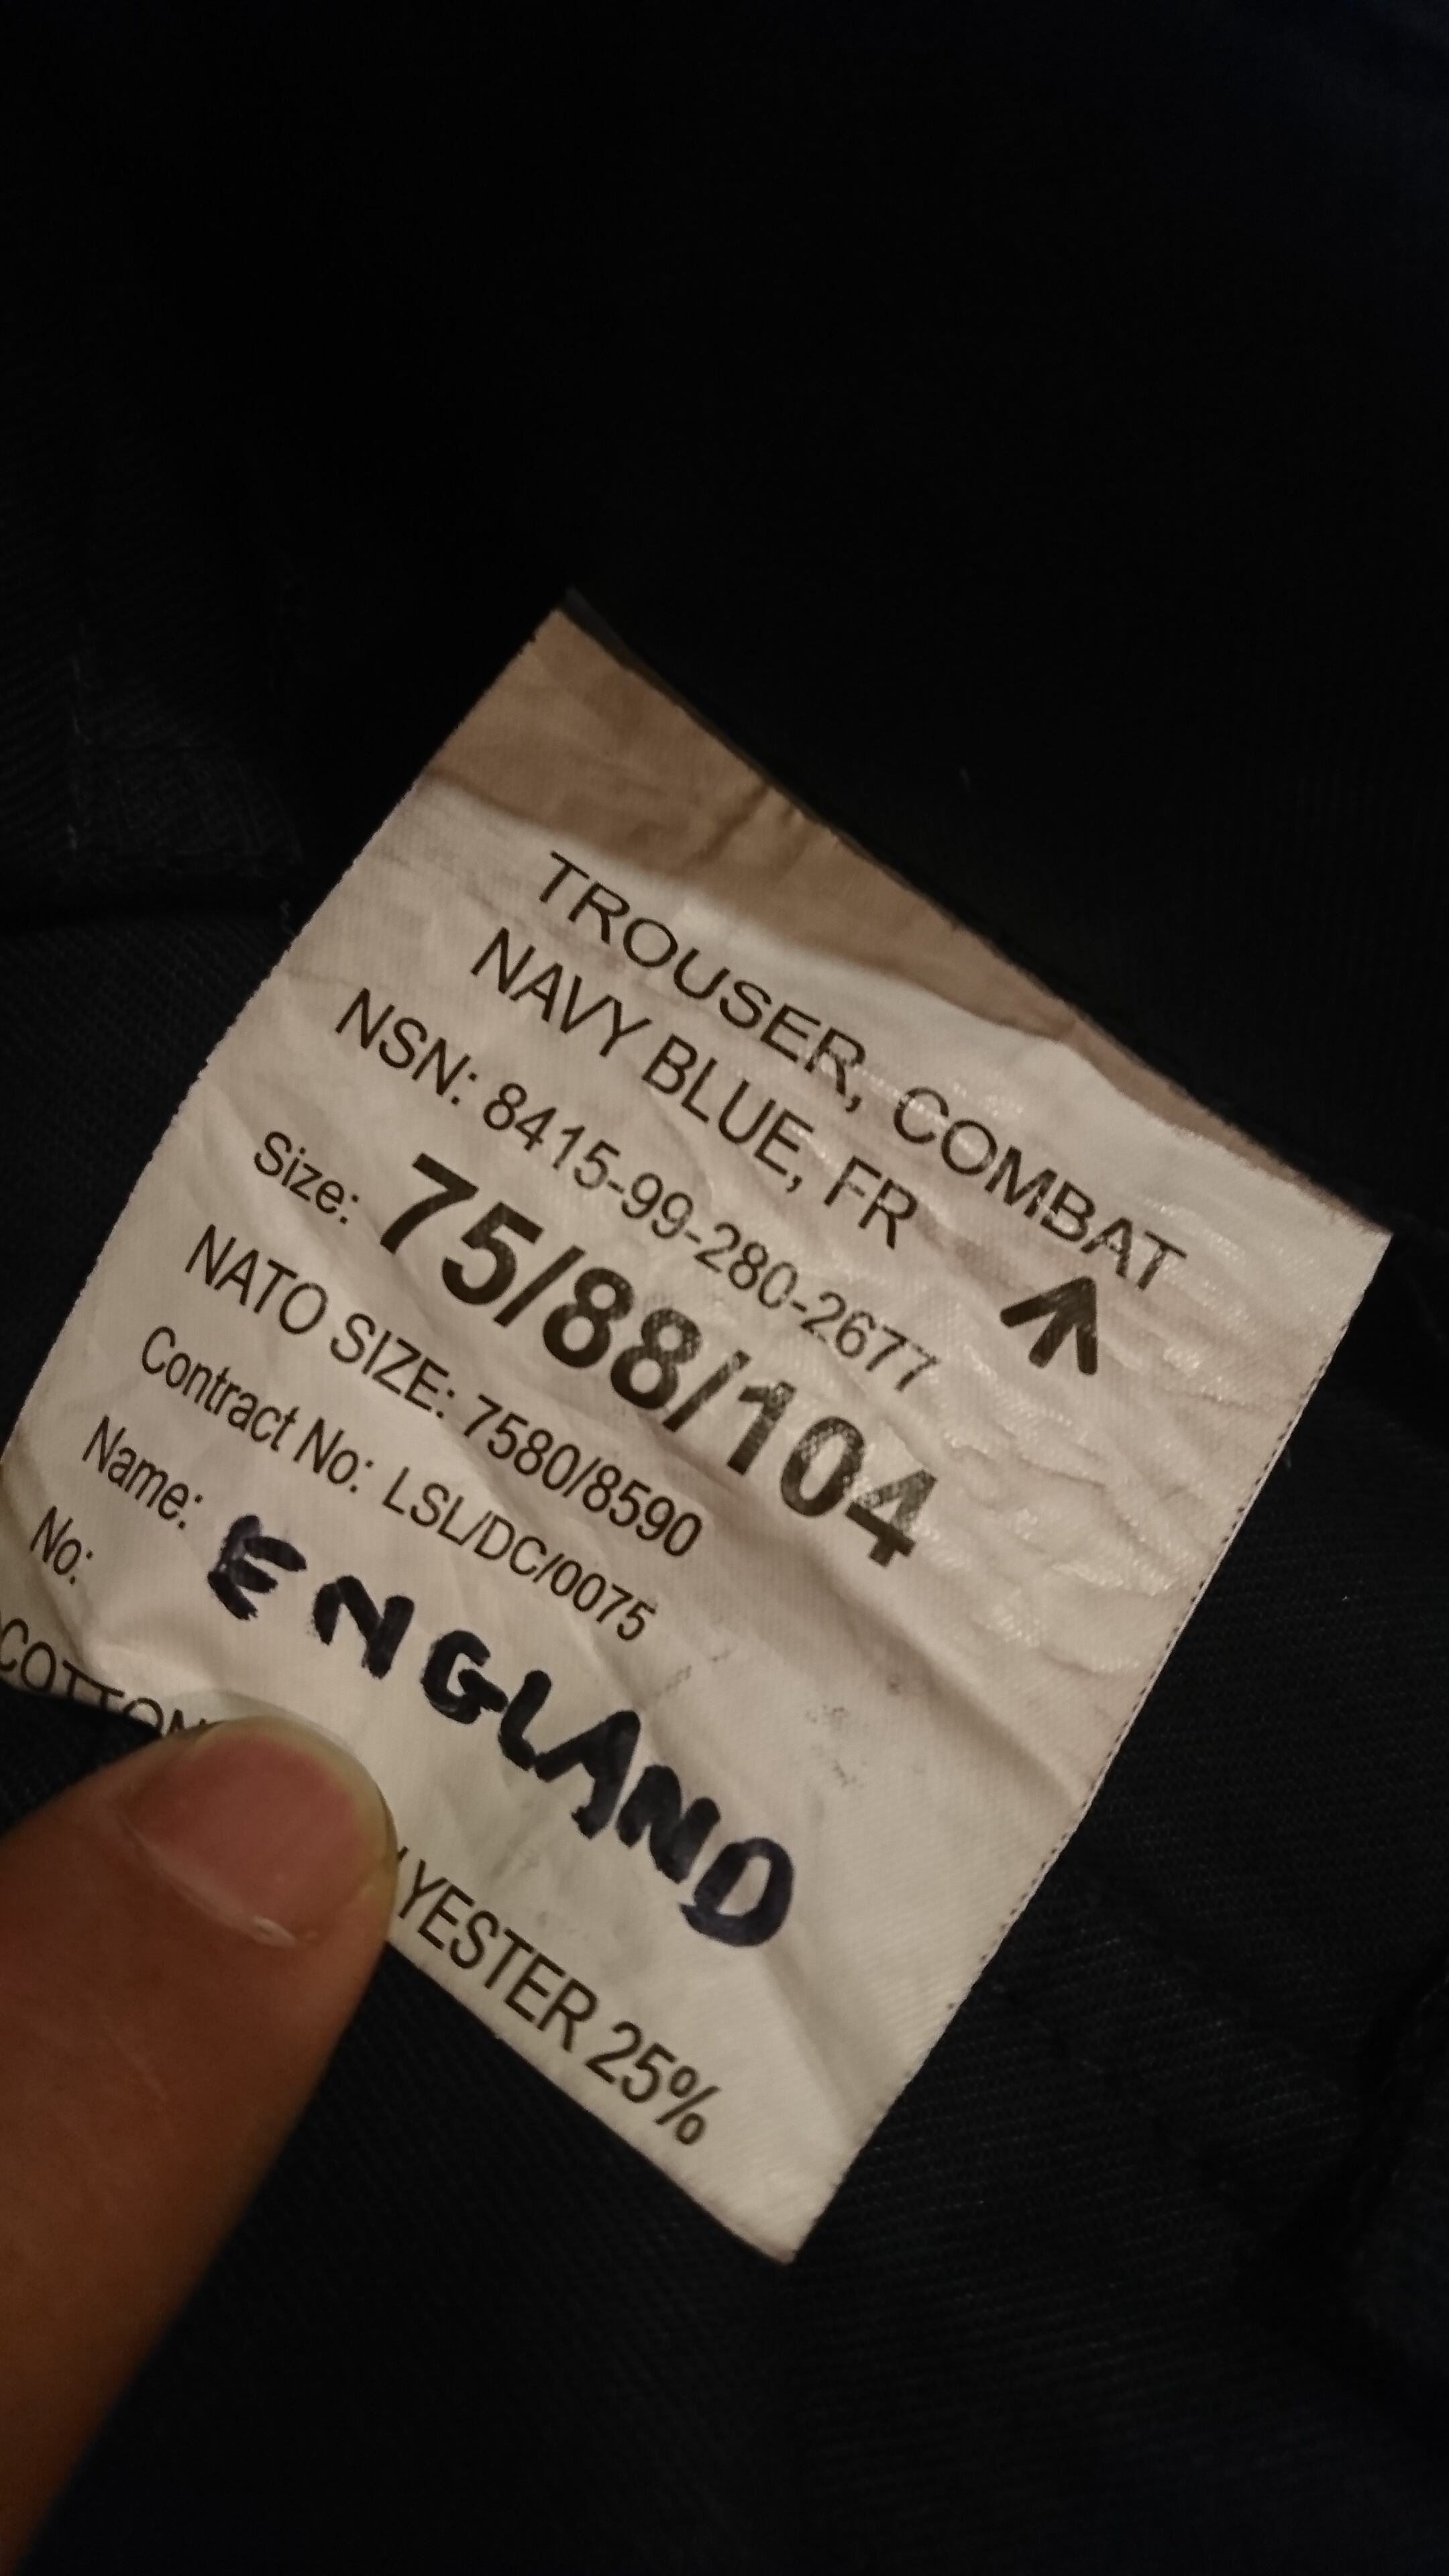 TROUSER, COMBAT
NAVY BLUE, FR
NSN: 8415-99-280-2677
Size: 75/88/104
NATO SIZE: 7580/8590
Contract No: LSL/DC/0075
Name: ENGLAND
No:
COTTON 25%